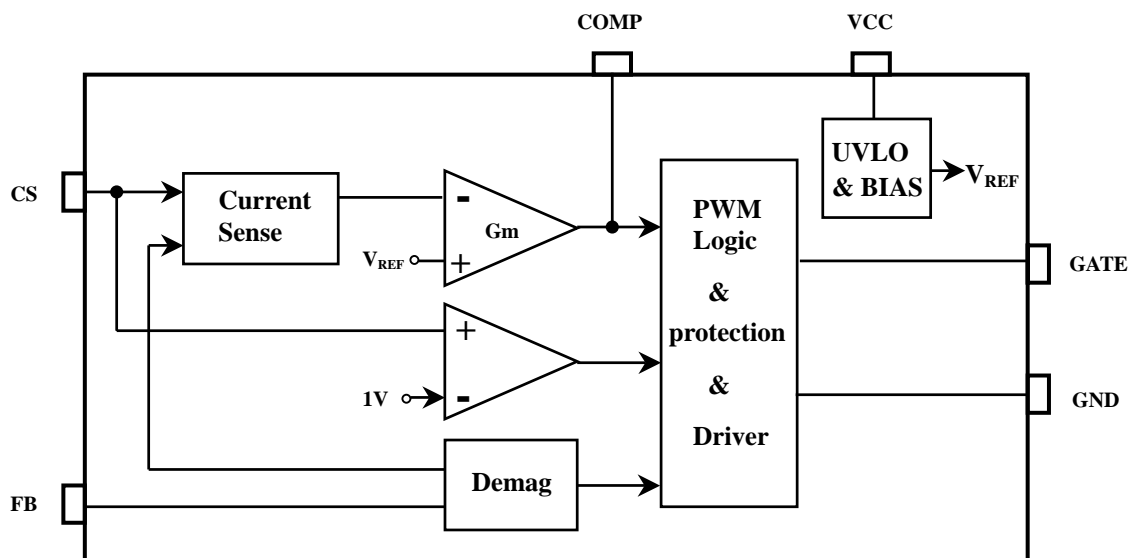 COMP
VCC
UVLO
& BIAS
VREF
CS
Current
Sense
-
Gm
VREF
+
PWM
Logic
&
protection
&
Driver
GATE
+
1V
-
GND
Demag
FB